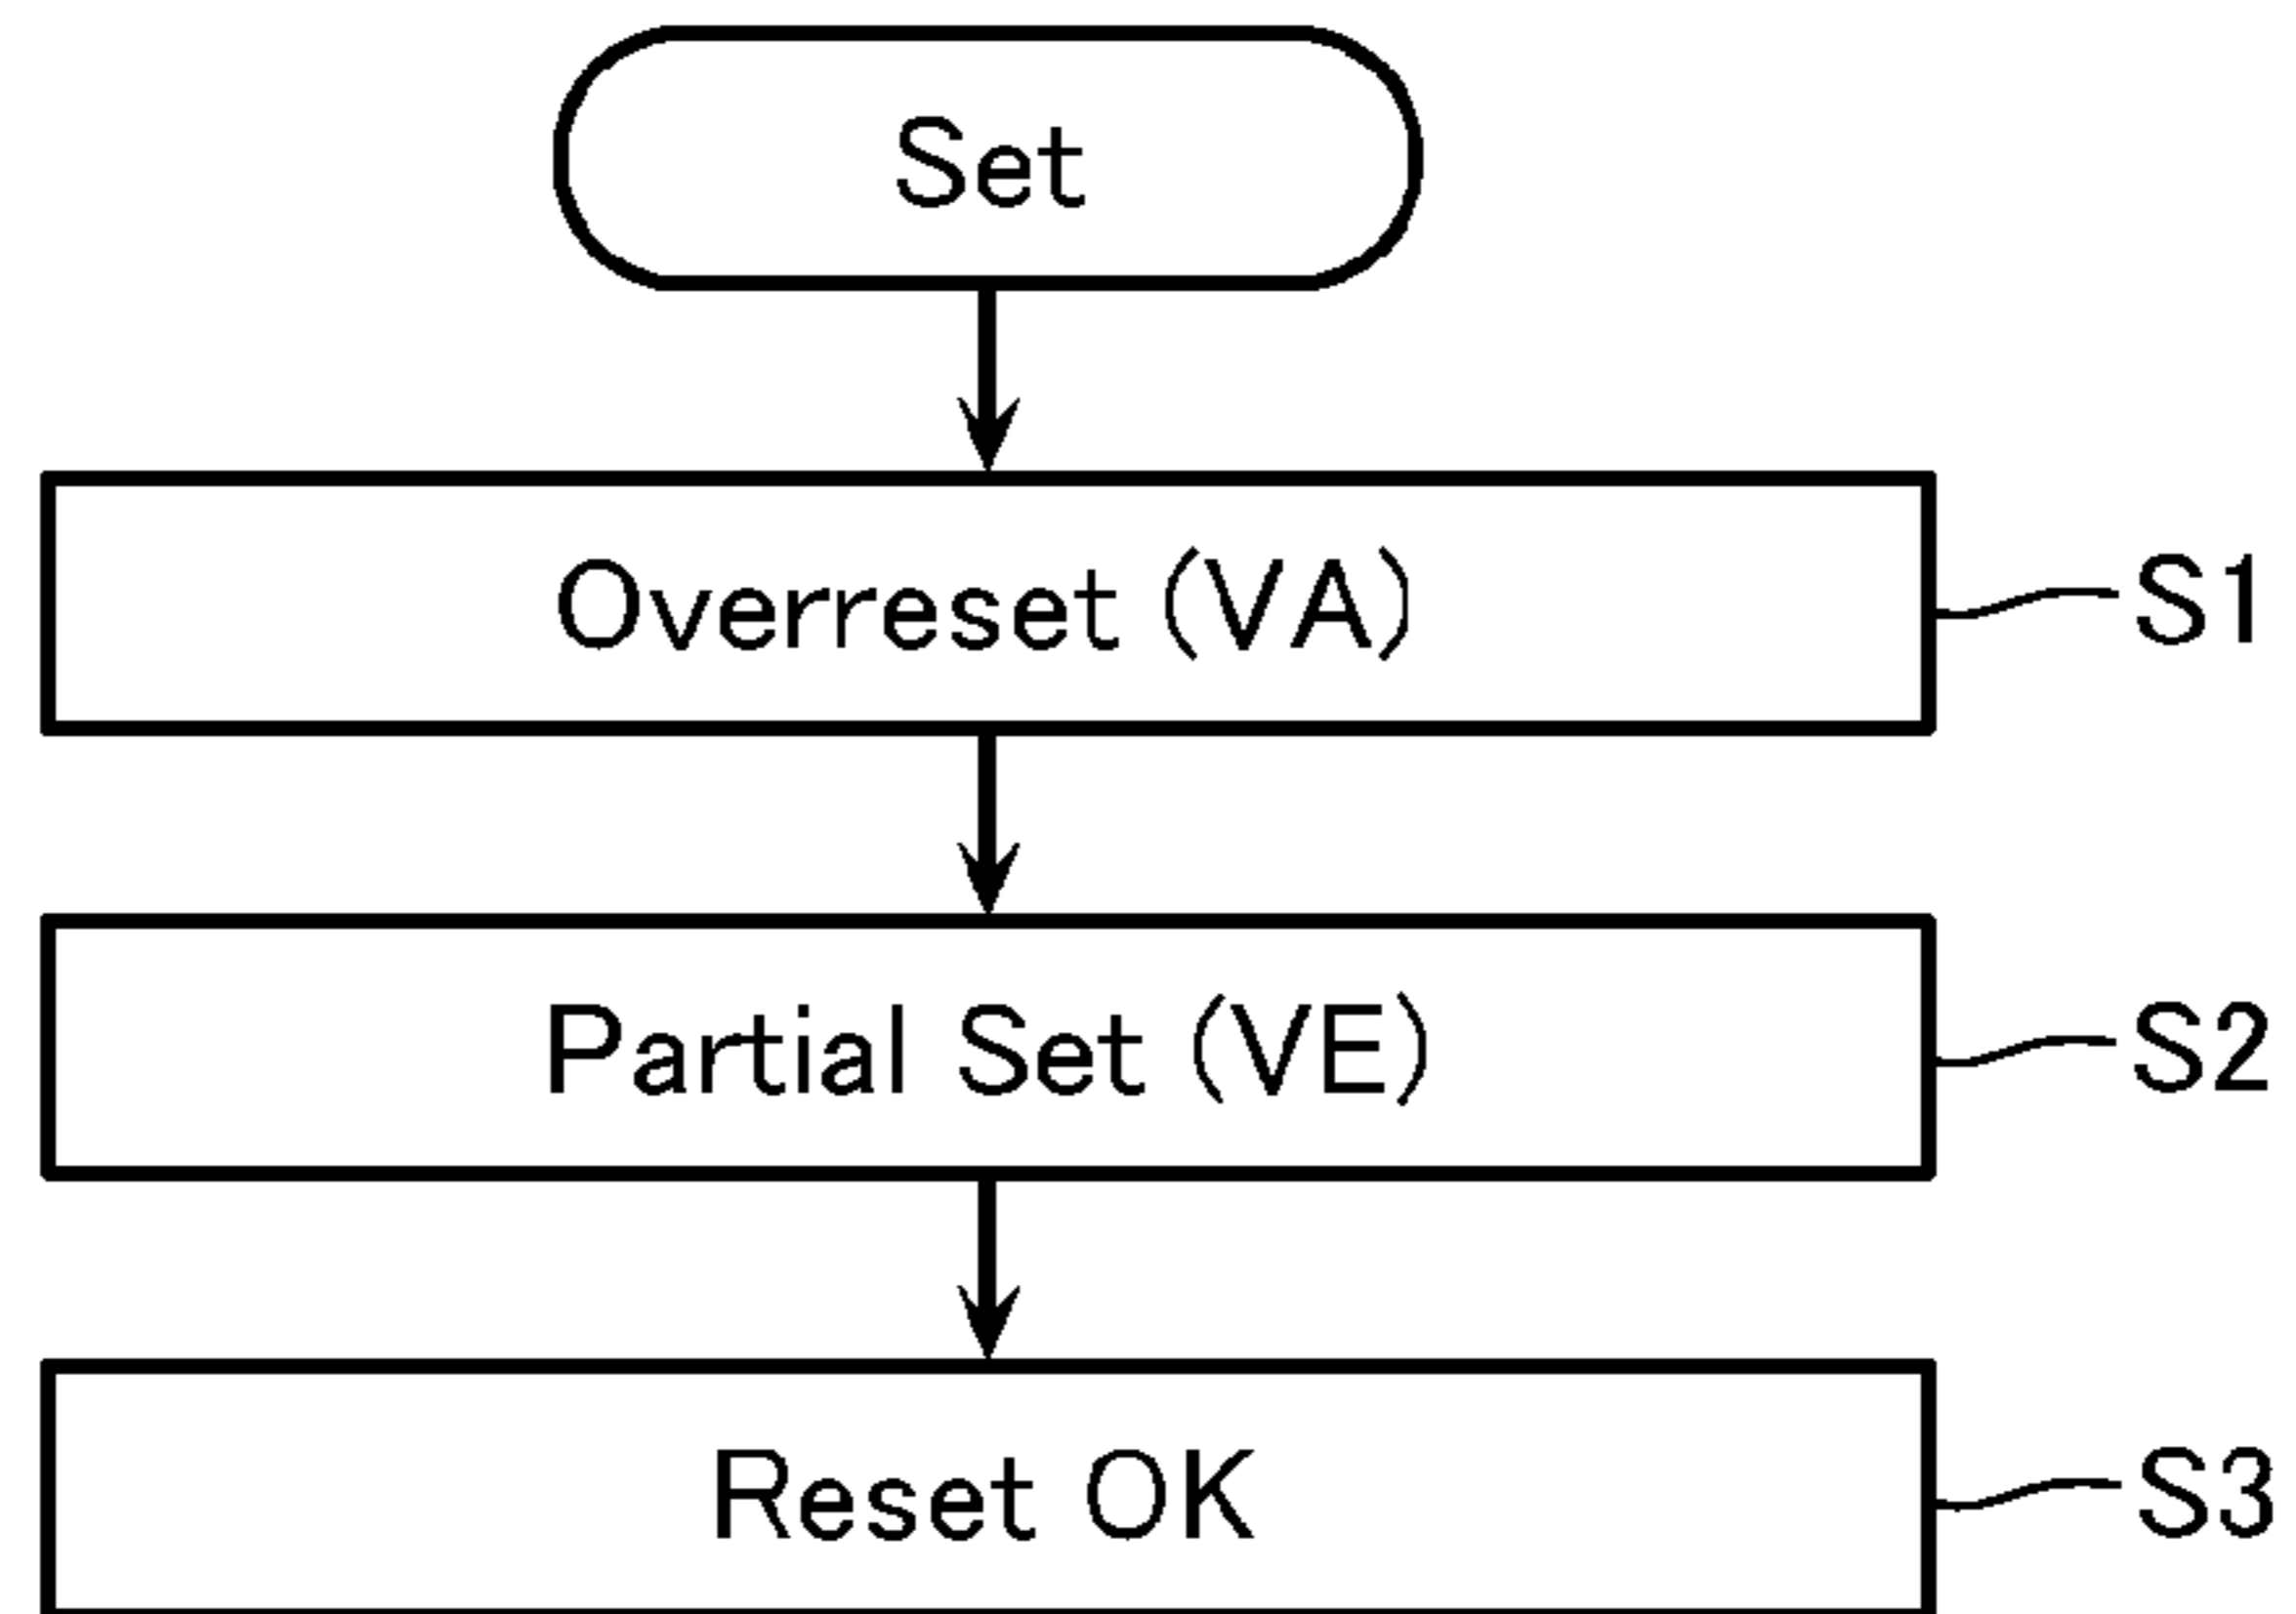 Set
Overreset (VA)
S1
Partial Set (VE)
S2
Reset OK
S3